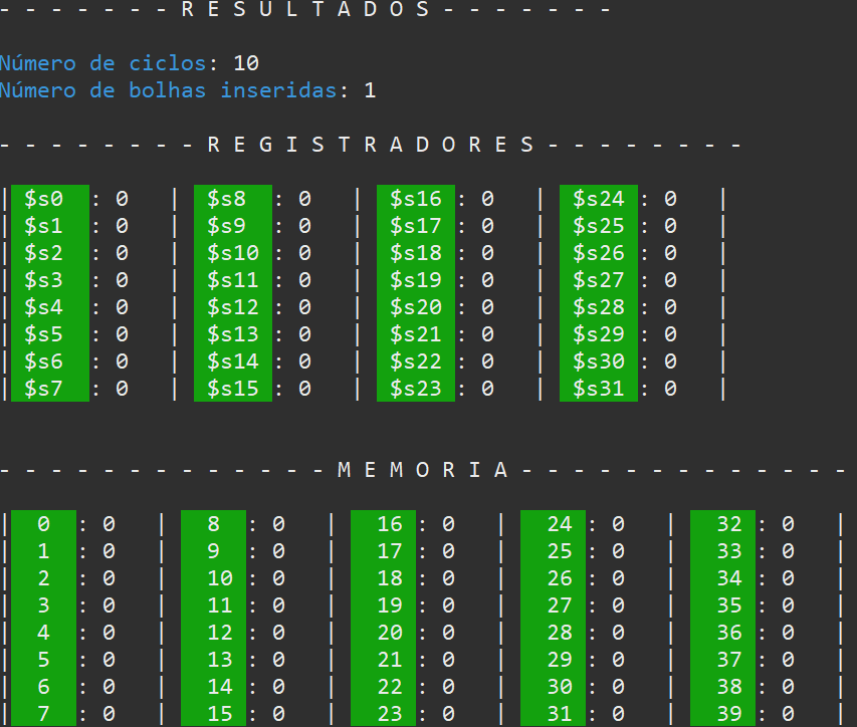 - - - - - - - R E S U L T A D O S - - - - - - -
Número de ciclos: 10
Número de bolhas inseridas: 1
- - - - - - - - R E G I S T R A D O R E S - - - - - - - -
| $s0 : 0 | $s8 : 0 | $s16 : 0 | $s24 : 0 |
| $s1 : 0 | $s9 : 0 | $s17 : 0 | $s25 : 0 |
| $s2 : 0 | $s10 : 0 | $s18 : 0 | $s26 : 0 |
| $s3 : 0 | $s11 : 0 | $s19 : 0 | $s27 : 0 |
| $s4 : 0 | $s12 : 0 | $s20 : 0 | $s28 : 0 |
| $s5 : 0 | $s13 : 0 | $s21 : 0 | $s29 : 0 |
| $s6 : 0 | $s14 : 0 | $s22 : 0 | $s30 : 0 |
| $s7 : 0 | $s15 : 0 | $s23 : 0 | $s31 : 0 |
- - - - - - - - - - - - - M E M O R I A - - - - - - - - - - - - -
| 0 : 0 | 8 : 0 | 16 : 0 | 24 : 0 | 32 : 0 |
| 1 : 0 | 9 : 0 | 17 : 0 | 25 : 0 | 33 : 0 |
| 2 : 0 | 10 : 0 | 18 : 0 | 26 : 0 | 34 : 0 |
| 3 : 0 | 11 : 0 | 19 : 0 | 27 : 0 | 35 : 0 |
| 4 : 0 | 12 : 0 | 20 : 0 | 28 : 0 | 36 : 0 |
| 5 : 0 | 13 : 0 | 21 : 0 | 29 : 0 | 37 : 0 |
| 6 : 0 | 14 : 0 | 22 : 0 | 30 : 0 | 38 : 0 |
| 7 : 0 | 15 : 0 | 23 : 0 | 31 : 0 | 39 : 0 |